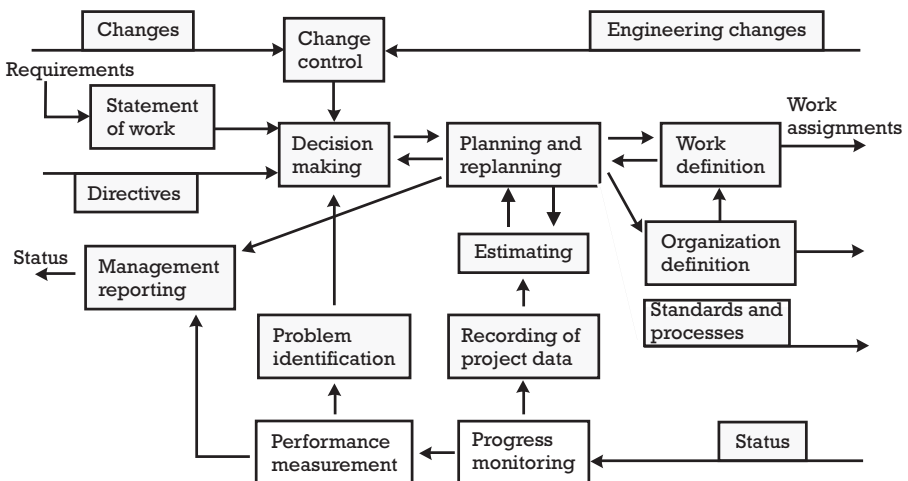 Changes
Engineering changes
Change
control
Requirements
Statement
of work
Work
assignments
Decision
making
Planning and
replanning
Work
definition
Directives
Status
Management
reporting
Estimating
Organization
definition
Standards and
processes
Problem
identification
Recording of
project data
Performance
measurement
Progress
monitoring
Status